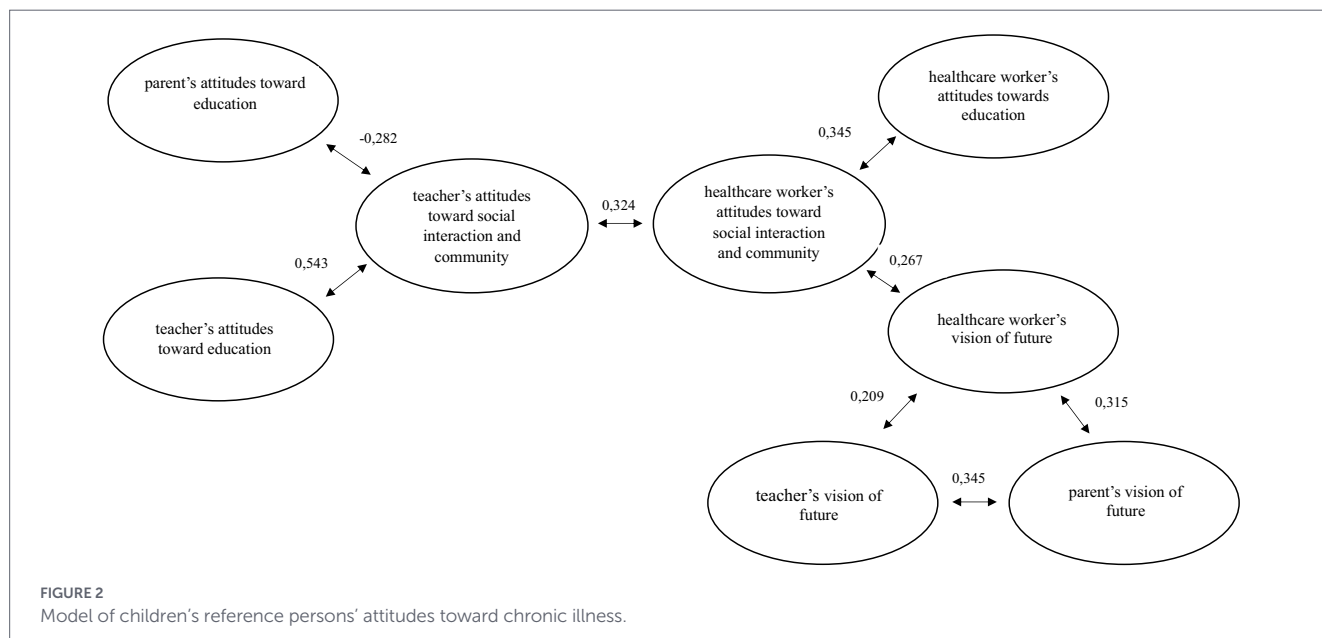 parent's attitudes toward
education
healthcare worker's
attitudes towards
education
-0,282
0,345
teacher's attitudes
toward social
interaction and
community
0,324
healthcare worker's
attitudes toward
social interaction
and community
0,543
0,267
teacher's attitudes
toward education
healthcare worker's
vision of future
0,209
0,315
teacher's vision of
future
0,345
parent's vision of
future
FIGURE 2
Model of children's reference persons' attitudes toward chronic illness.